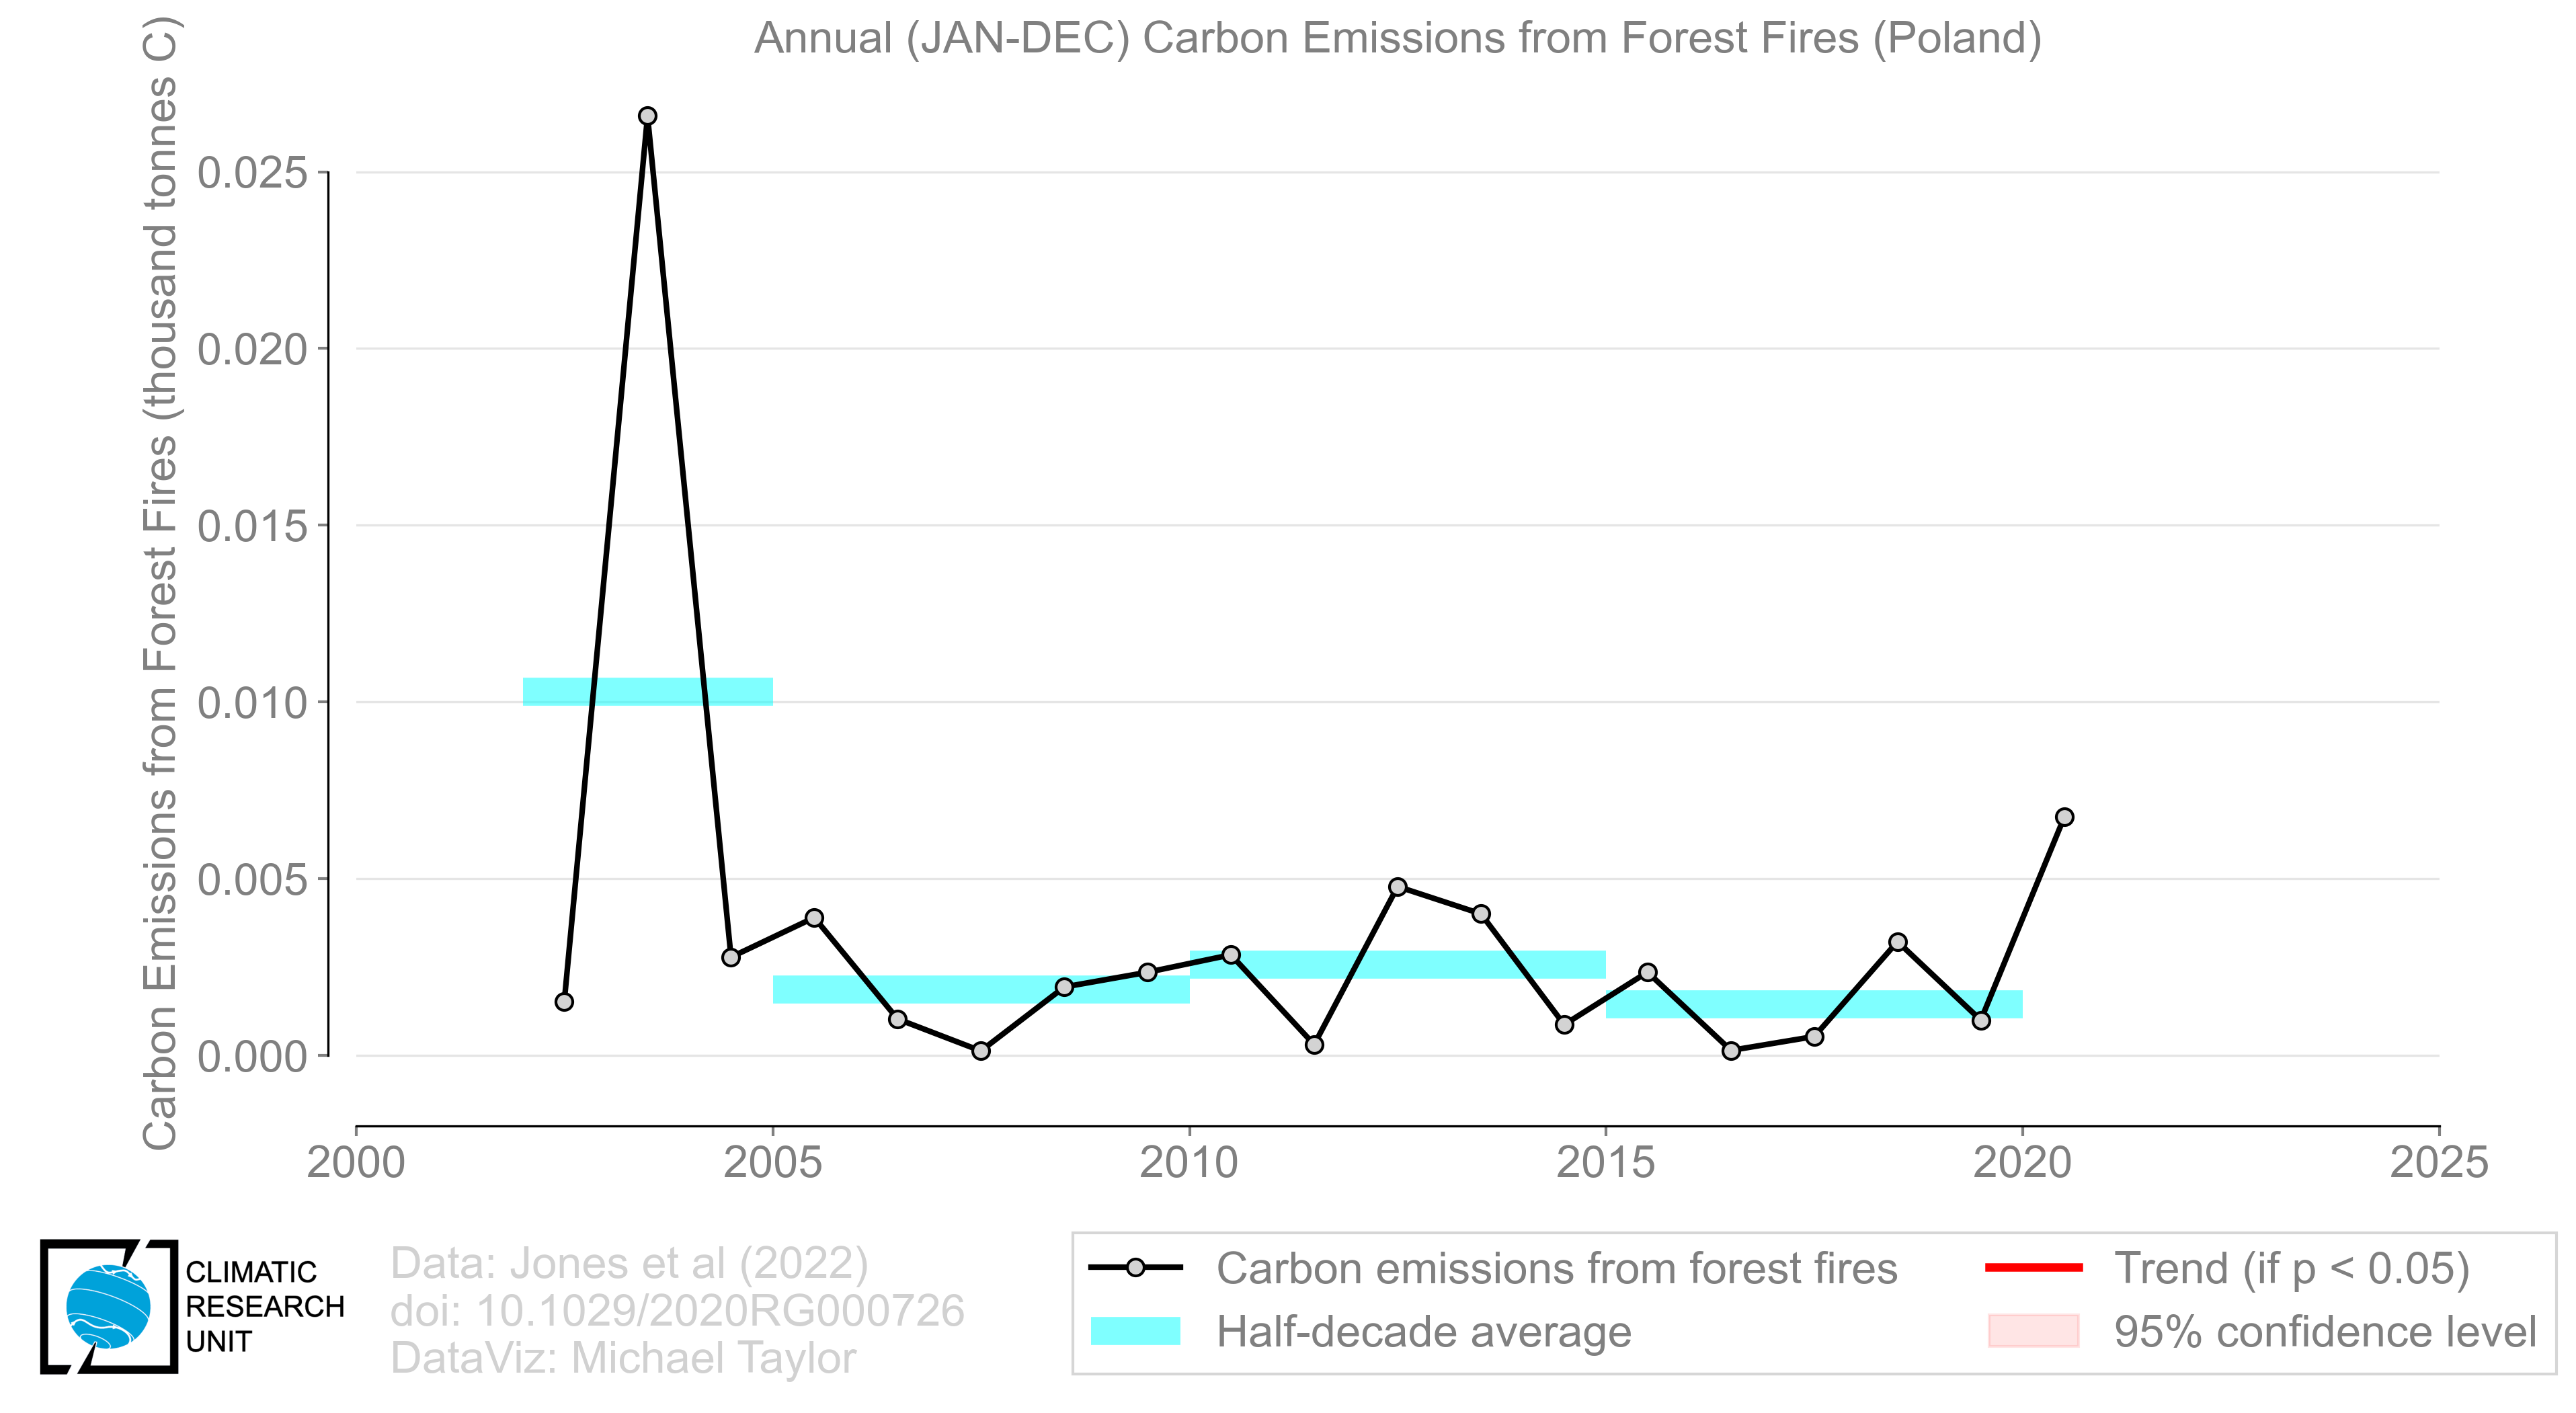 Annual (JAN-DEC) Carbon Emissions from Forest Fires (Poland)
Carbon Emissions from Forest Fires (thousand tonnes C)
0.025
0.020
0.015
0.010
0.005
0.000
2000
2005
2010
2015
2020
2025
CLIMATIC
RESEARCH
UNIT
Data: Jones et al (2022)
doi: 10.1029/2020RG000726
DataViz: Michael Taylor
Carbon emissions from forest fires
Half-decade average
Trend (if p < 0.05)
95% confidence level